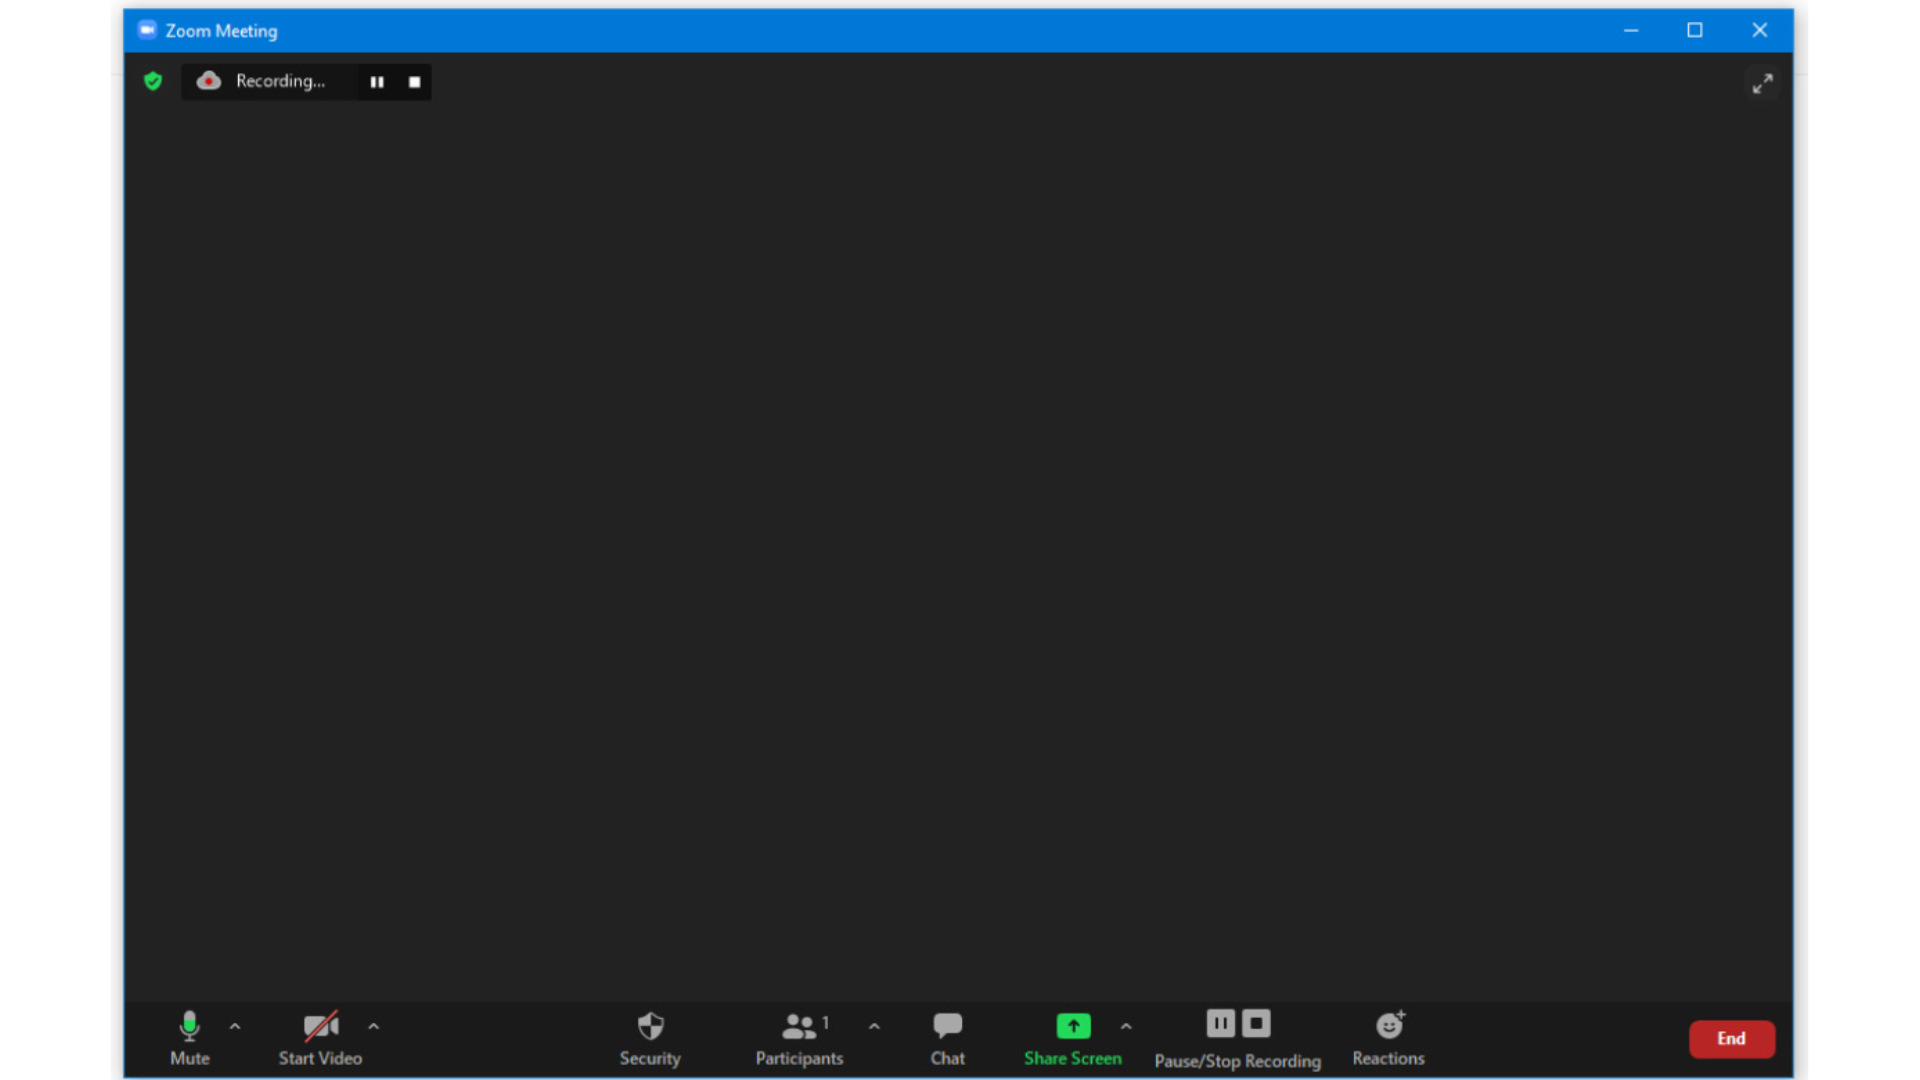 Zoom Meeting
Recording...
Mute
Start Video
Security
1
Participants
Chat
Share Screen
Pause/Stop Recording
Reactions
End